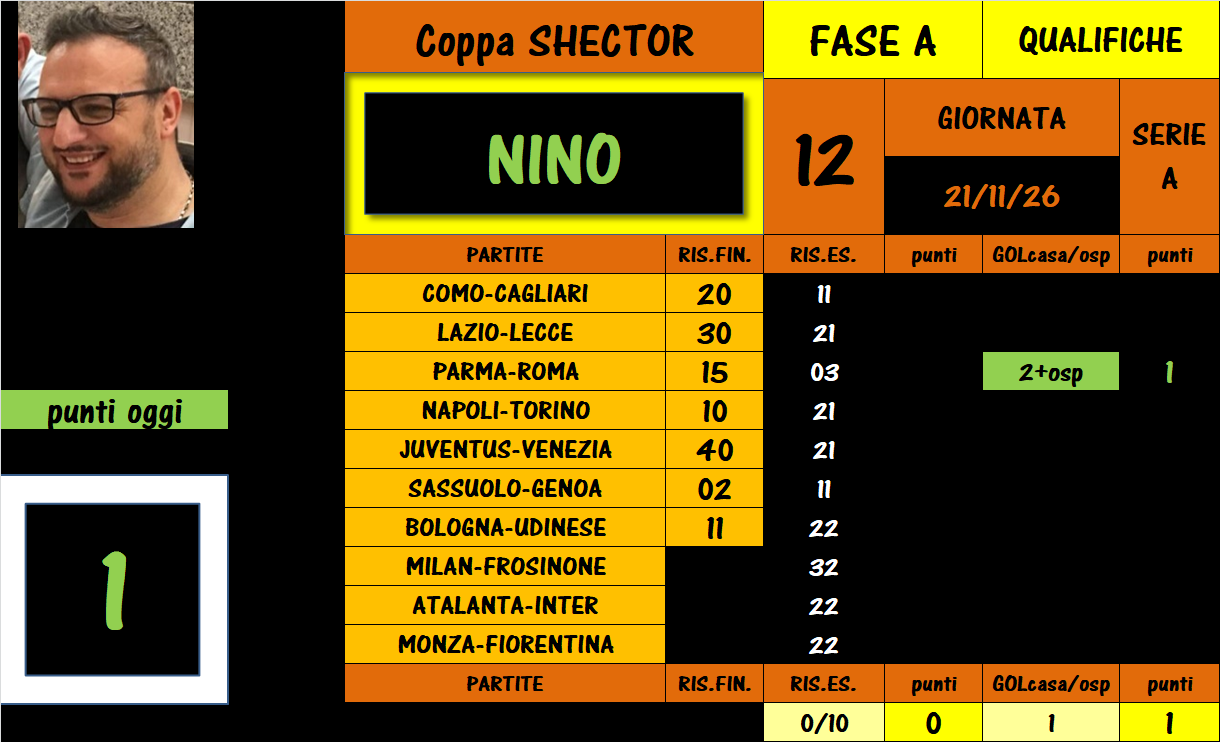 Coppa SHECTOR FASE A QUALIFICHE
NINO 12 GIORNATA SERIE A
21/11/26
PARTITE RIS.FIN. RIS.ES. punti GOLcasa/osp punti
COMO-CAGLIARI 20 11
LAZIO-LECCE 30 21
PARMA-ROMA 15 03 2+osp 1
NAPOLI-TORINO 10 21
punti oggi
JUVENTUS-VENEZIA 40 21
SASSUOLO-GENOA 02 11
BOLOGNA-UDINESE 11 22
MILAN-FROSINONE 32
1
ATALANTA-INTER 22
MONZA-FIORENTINA 22
PARTITE RIS.FIN. RIS.ES. punti GOLcasa/osp punti
0/10 0 1 1